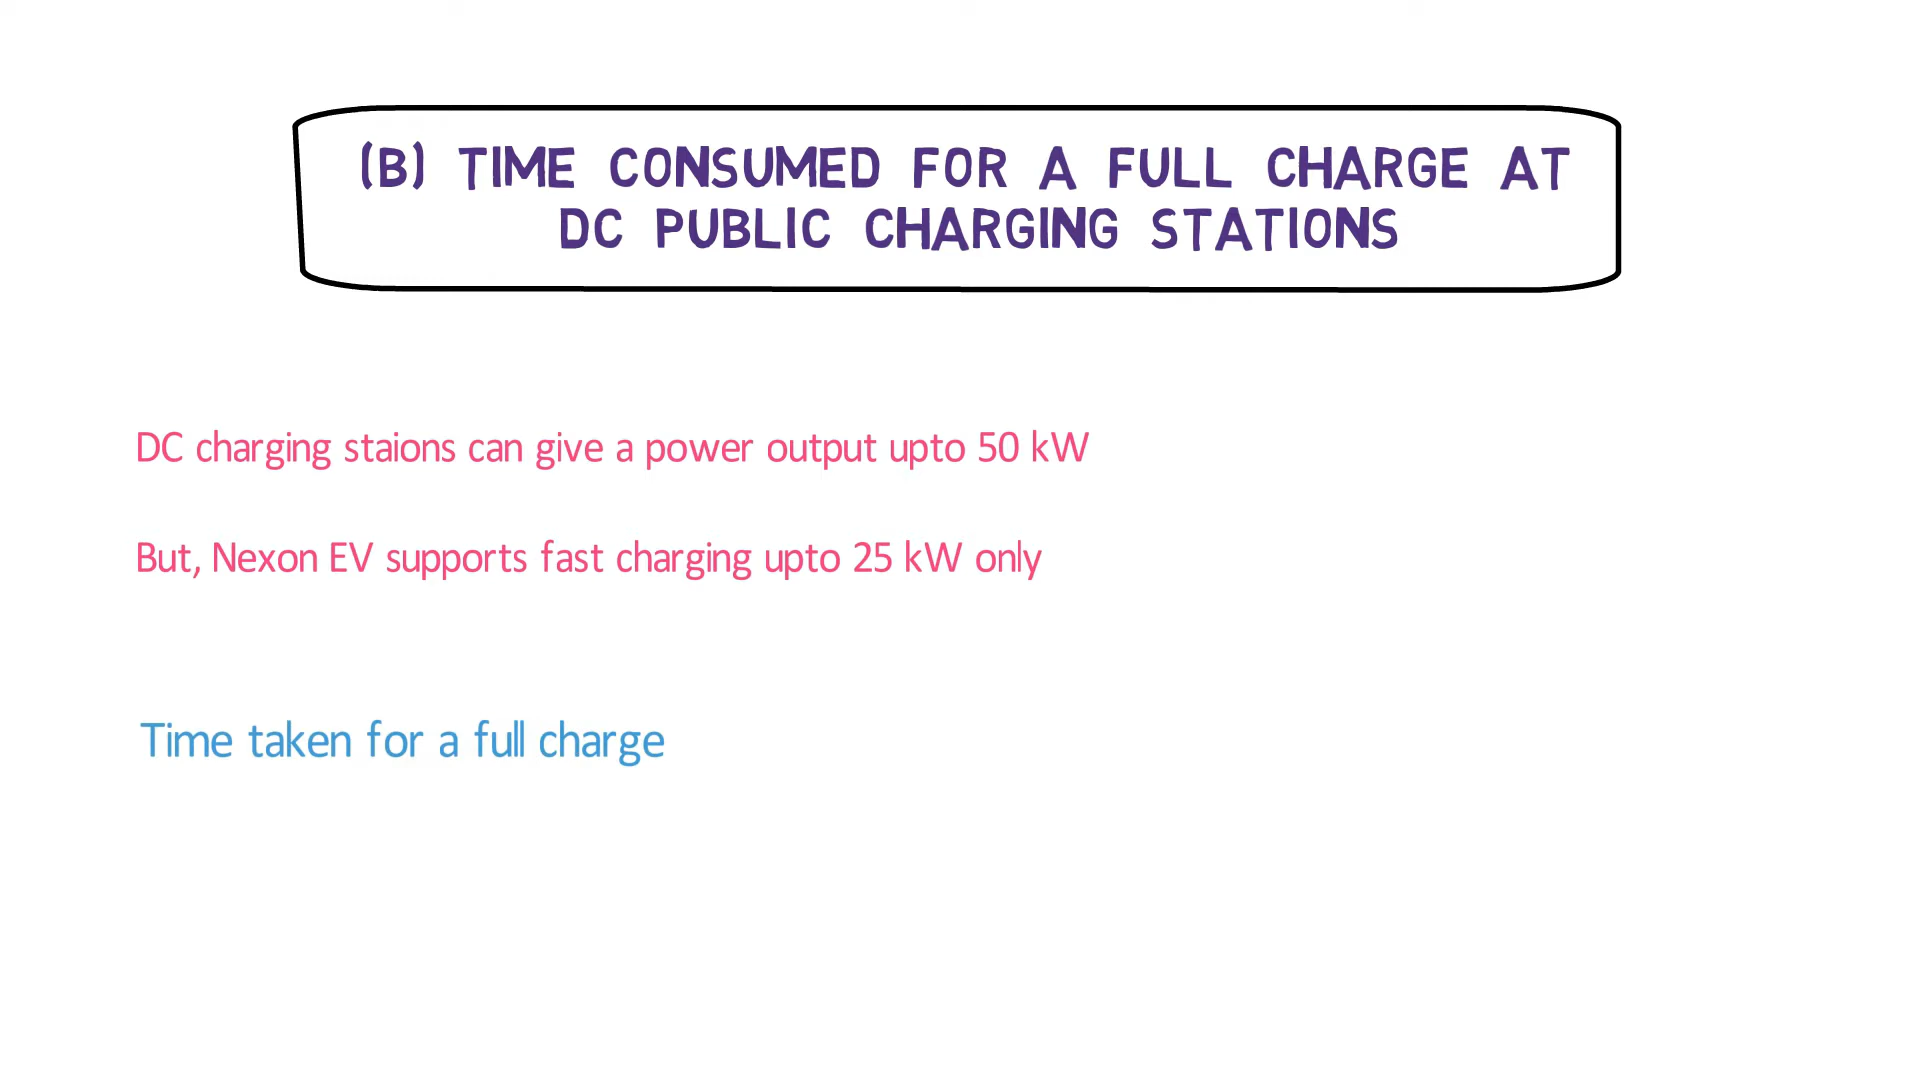 (B) TIME CONSUMED FOR A FULL CHARGE AT
DC PUBLIC CHARGING STATIONS
DC charging staions can give a power output upto 50 kW
But, Nexon EV supports fast charging upto 25 kW only
Time taken for a full charge